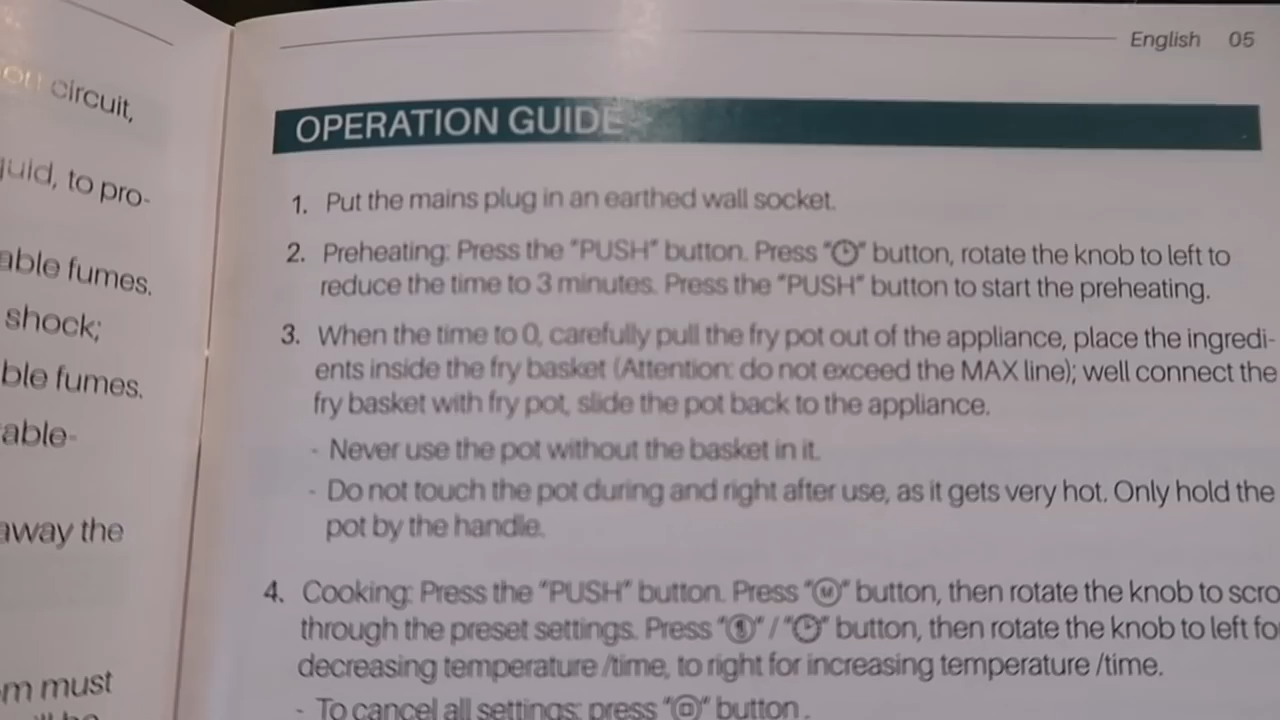 circuit,
to pro-
able fumes.
shock;
ble fumes.
able-
away the
m must
English 05
OPERATION GUIDE
1. Put the mains plug in an earthed wall socket.
2. Preheating: Press the "PUSH" button. Press "" button, rotate the knob to left to
reduce the time to 3 minutes. Press the "PUSH" button to start the preheating.
3. When the time to 0, carefully pull the fry pot out of the appliance, place the ingredi-
ents inside the fry basket (Attention: do not exceed the MAX line); well connect the
fry basket with fry pot, slide the pot back to the appliance.
- Never use the pot without the basket in it.
- Do not touch the pot during and right after use, as it gets very hot. Only hold the
pot by the handle.
4. Cooking: Press the "PUSH" button. Press "M" button, then rotate the knob to scro
through the preset settings. Press "" / "" button, then rotate the knob to left fo
decreasing temperature /time, to right for increasing temperature /time.
- To cancel all settings: press "" button.